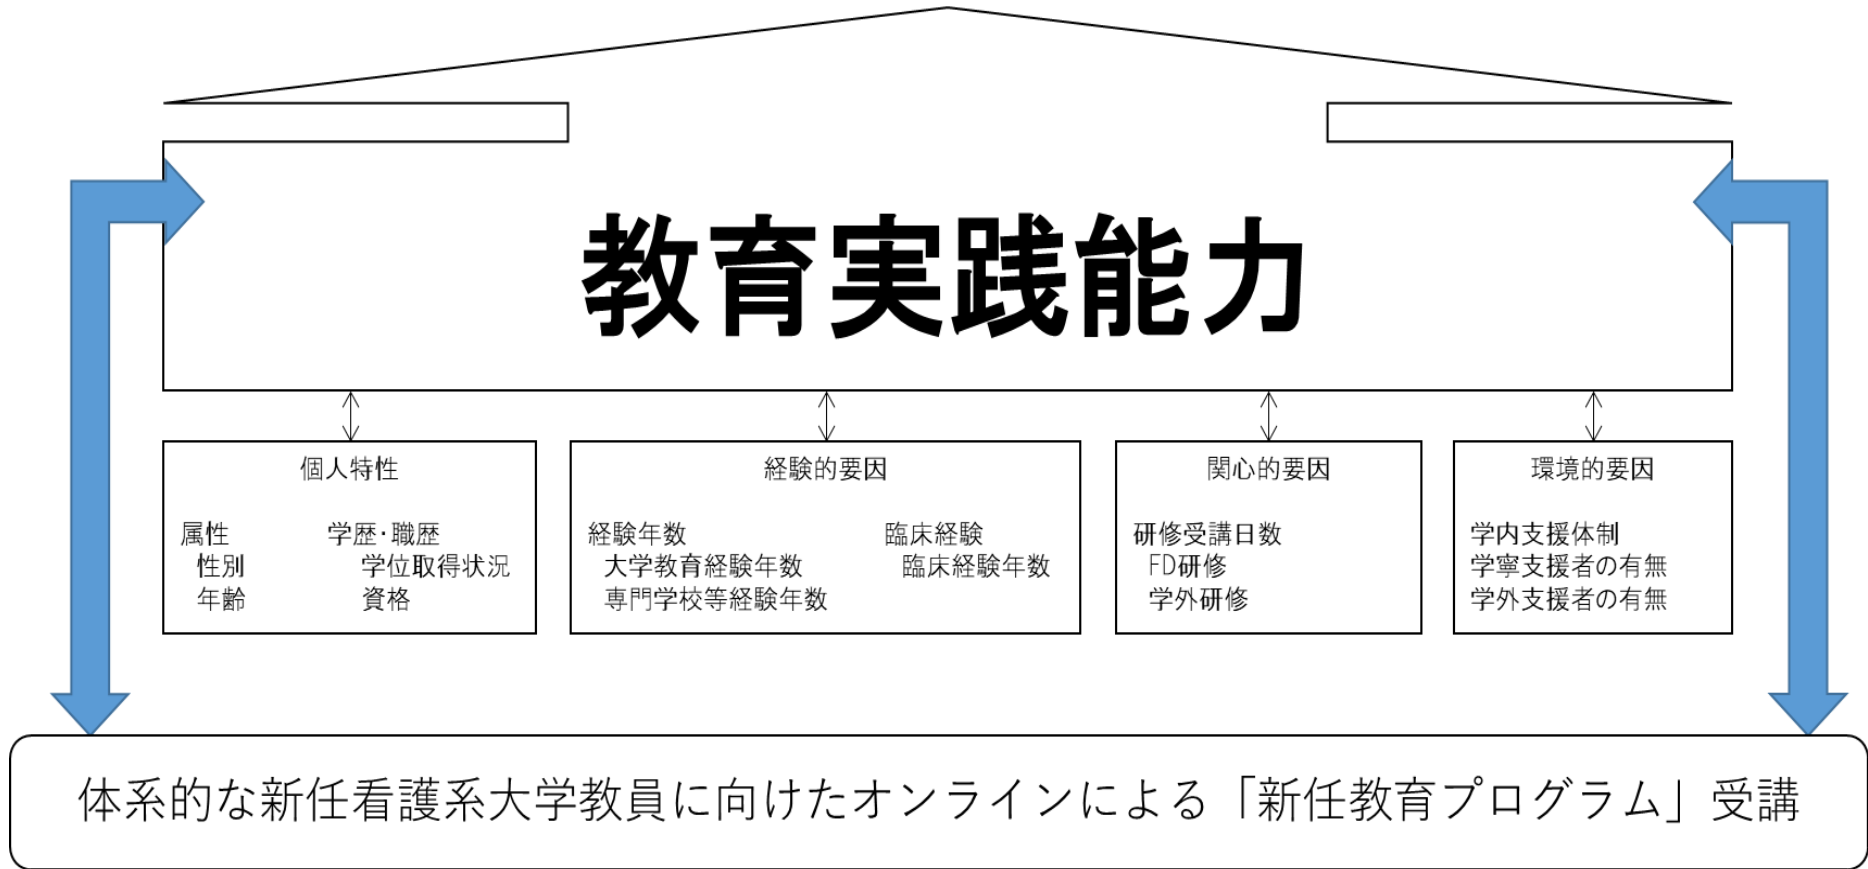 教育実践能力
個人特性
属性 学歴・職歴
性別 学位取得状況
年齢 資格
経験的要因
経験年数 臨床経験
大学教育経験年数 臨床経験年数
専門学校等経験年数
関心的要因
研修受講日数
FD研修
学外研修
環境的要因
学内支援体制
学寧支援者の有無
学外支援者の有無
体系的な新任看護系大学教員に向けたオンラインによる「新任教育プログラム」受講